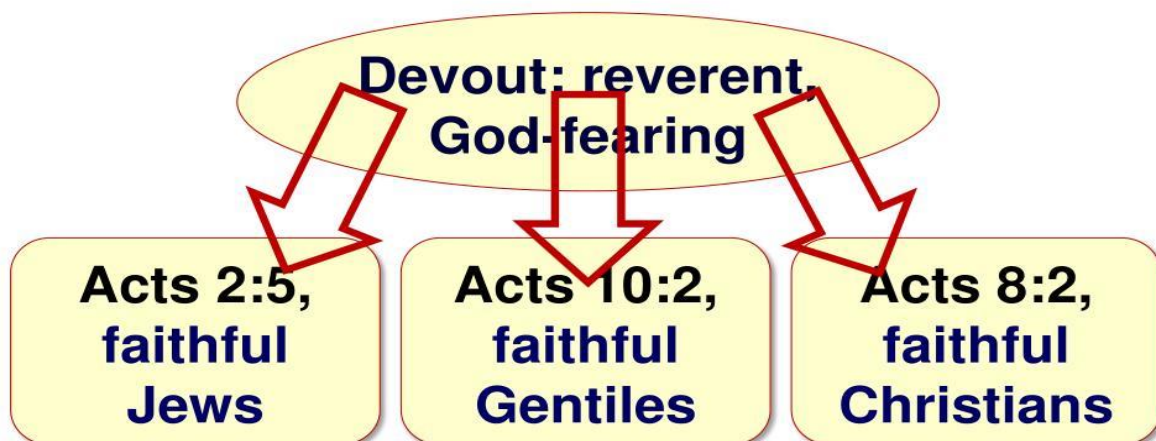 Devout: reverent,
God-fearing
Acts 2:5,
faithful
Jews
Acts 10:2,
faithful
Gentiles
Acts 8:2,
faithful
Christians